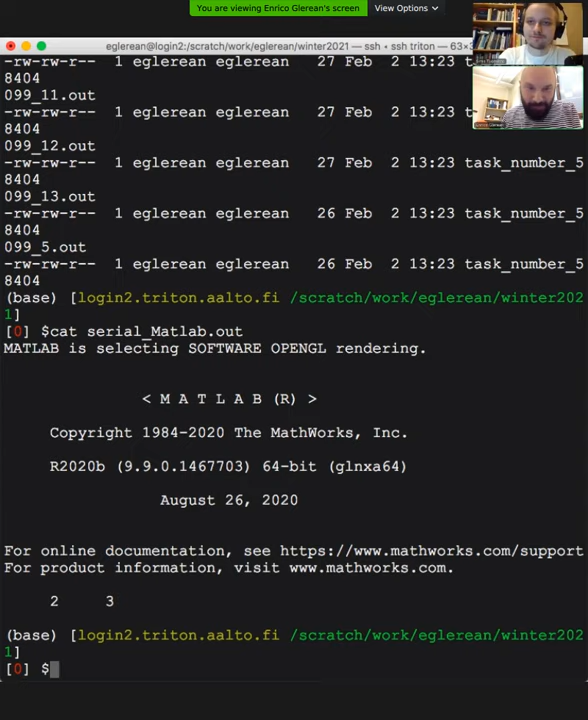 You are viewing Enrico Glerean's screen
View Options
eglerean@login2:/scratch/work/eglerean/winter2021 — ssh • ssh triton — 63×3
-rw-rw-r-- 1 eglerean eglerean 27 Feb 2 13:23
8404
099_11.out
-rw-rw-r-- 1 eglerean eglerean 27 Feb 2 13:23
8404
099_12.out
-rw-rw-r-- 1 eglerean eglerean 27 Feb 2 13:23 task_number_5
8404
099_13.out
-rw-rw-r-- 1 eglerean eglerean 26 Feb 2 13:23 task_number_5
8404
099_5.out
-rw-rw-r-- 1 eglerean eglerean 26 Feb 2 13:23 task_number_5
8404
(base) [login2.triton.aalto.fi /scratch/work/eglerean/winter202
1]
[0] $cat serial_Matlab.out
MATLAB is selecting SOFTWARE OPENGL rendering.
< M A T L A B (R) >
Copyright 1984-2020 The MathWorks, Inc.
R2020b (9.9.0.1467703) 64-bit (glnxa64)
August 26, 2020
For online documentation, see https://www.mathworks.com/support
For product information, visit www.mathworks.com.
2 3
(base) [login2.triton.aalto.fi /scratch/work/eglerean/winter202
1]
[0] $